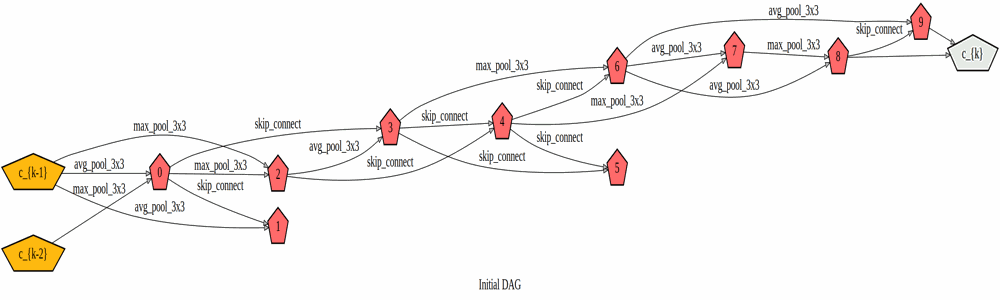 avg_pool_3x3
9
skip_connect
c_{k}
avg_pool_3x3
7
max_pool_3x3
8
max_pool_3x3
6
avg_pool_3x3
skip_connect
max_pool_3x3
3
skip_connect
4
skip_connect
5
max_pool_3x3
skip_connect
avg_pool_3x3
skip_connect
skip_connect
c_{k-1}
avg_pool_3x3
0
max_pool_3x3
2
max_pool_3x3
skip_connect
avg_pool_3x3
1
c_{k-2}
Initial DAG